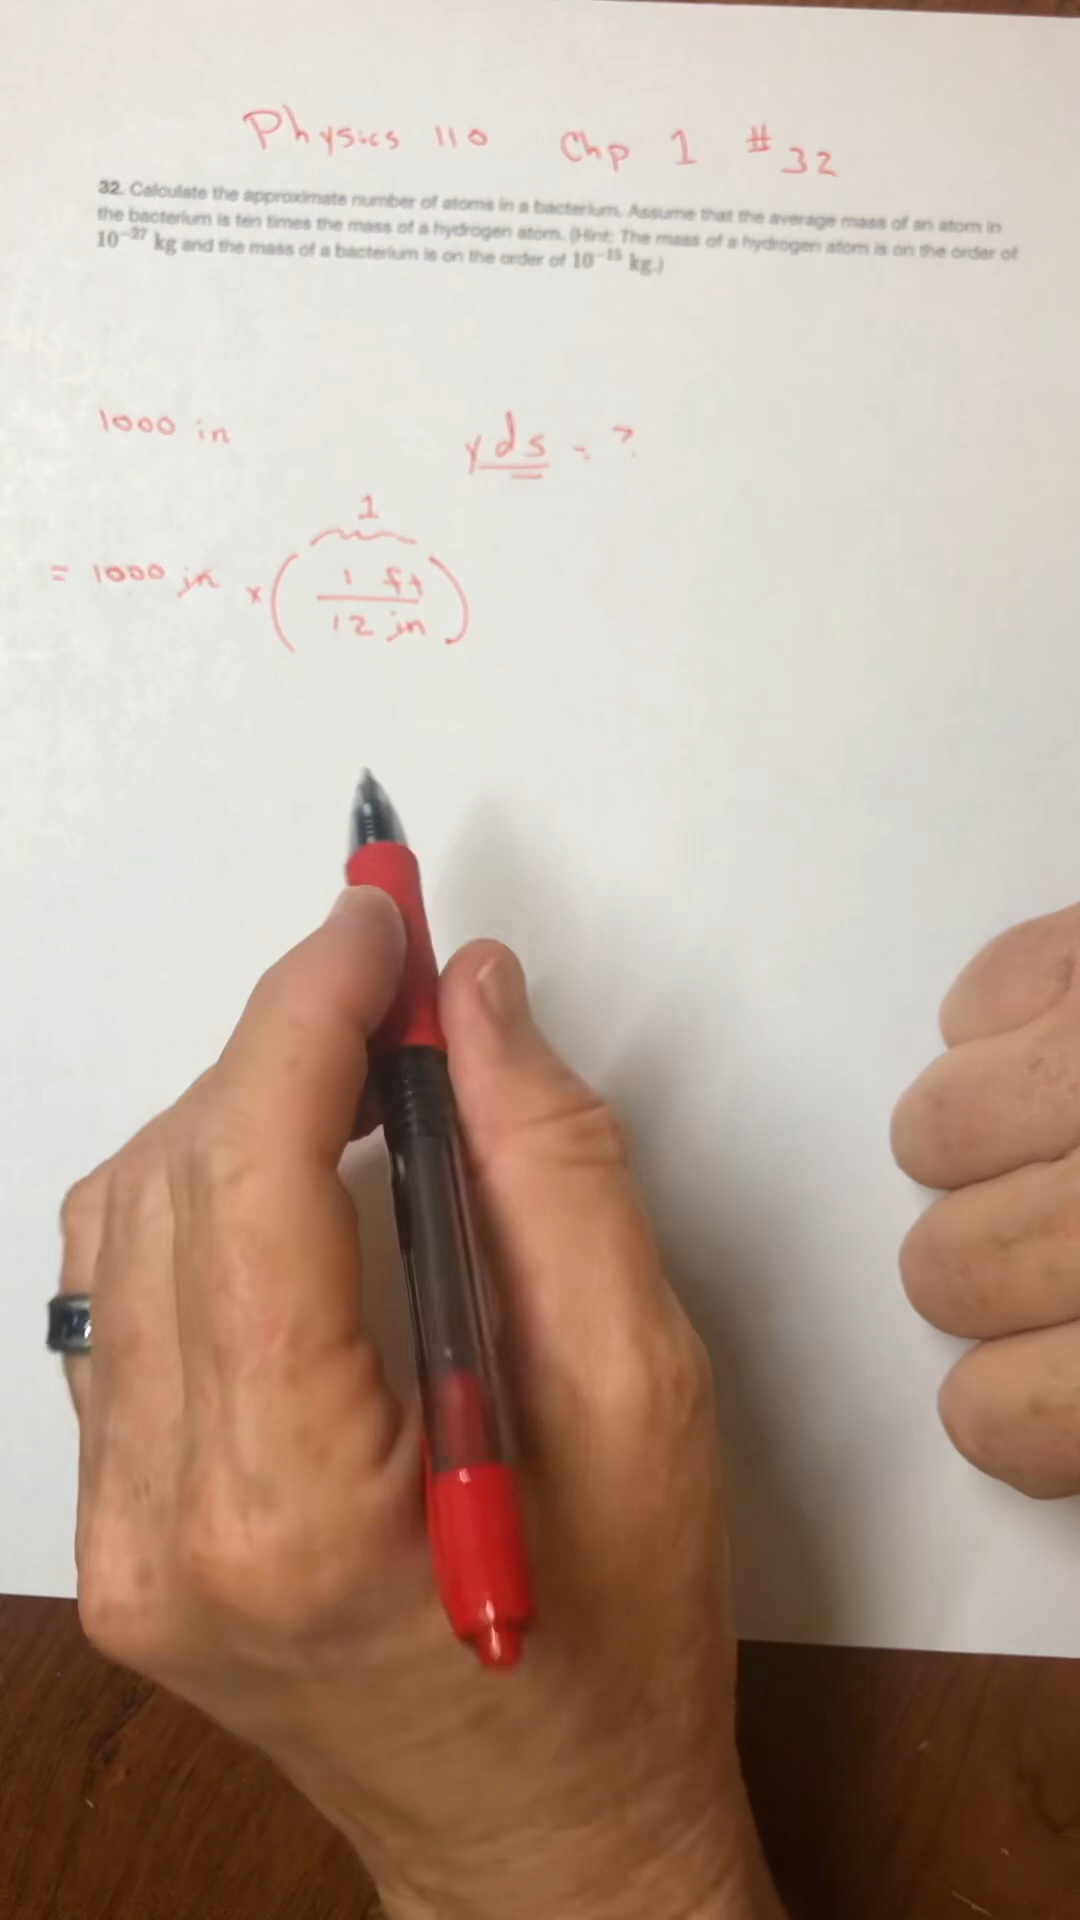 Physics 110 Chp 1 # 32
32. Calculate the approximate number of atoms in a bacterium. Assume that the average mass of an atom in
the bacterium is ten times the mass of a hydrogen atom. (Hint: The mass of a hydrogen atom is on the order of
10⁻²⁷ kg and the mass of a bacterium is on the order of 10⁻¹⁵ kg.)
1000 in yds = ?
1
= 1000 in × (1 ft / 12 in)